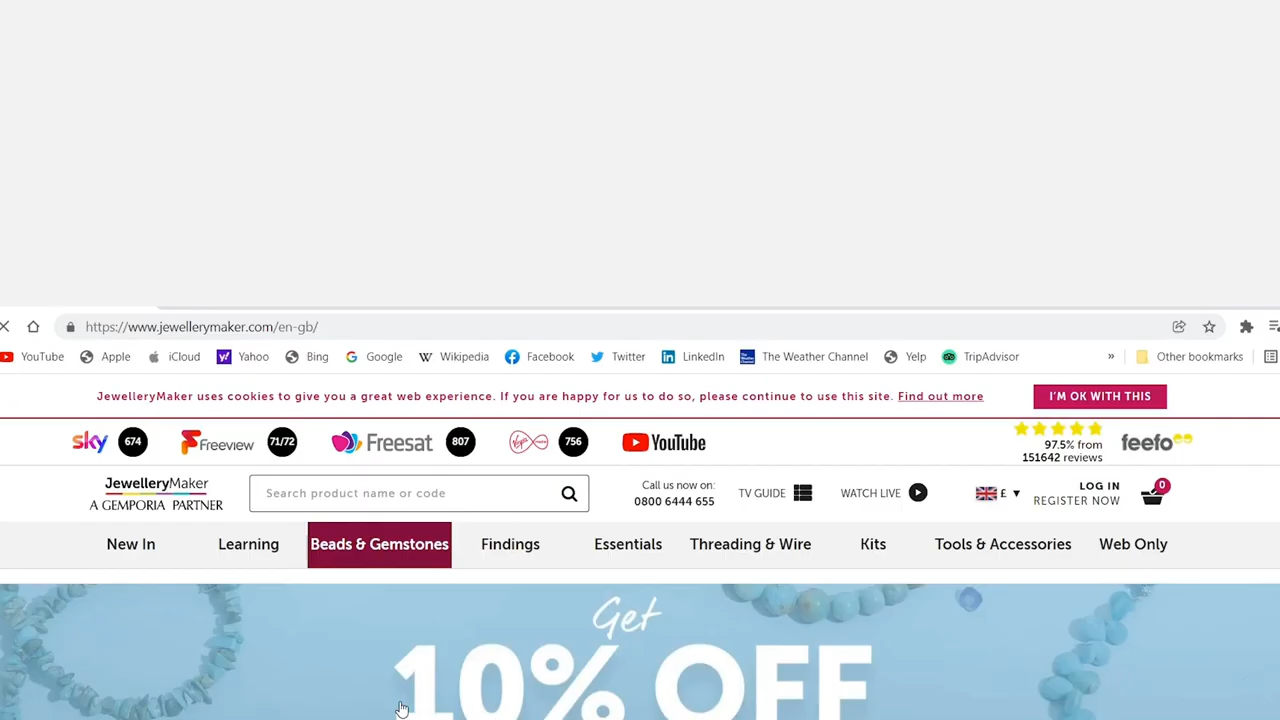 https://www.jewellerymaker.com/en-gb/
YouTube Apple iCloud Yahoo Bing Google Wikipedia Facebook Twitter LinkedIn The Weather Channel Yelp TripAdvisor » Other bookmarks
JewelleryMaker uses cookies to give you a great web experience. If you are happy for us to do so, please continue to use this site. Find out more I'M OK WITH THIS
sky 674 Freeview 71/72 Freesat 807 Virgin 756 YouTube
97.5% from
151642 reviews
feefo
JewelleryMaker
A GEMPORIA PARTNER
Search product name or code
Call us now on:
0800 6444 655
TV GUIDE
WATCH LIVE
£
LOG IN
REGISTER NOW
0
New In Learning Beads & Gemstones Findings Essentials Threading & Wire Kits Tools & Accessories Web Only
Get
10% OFF